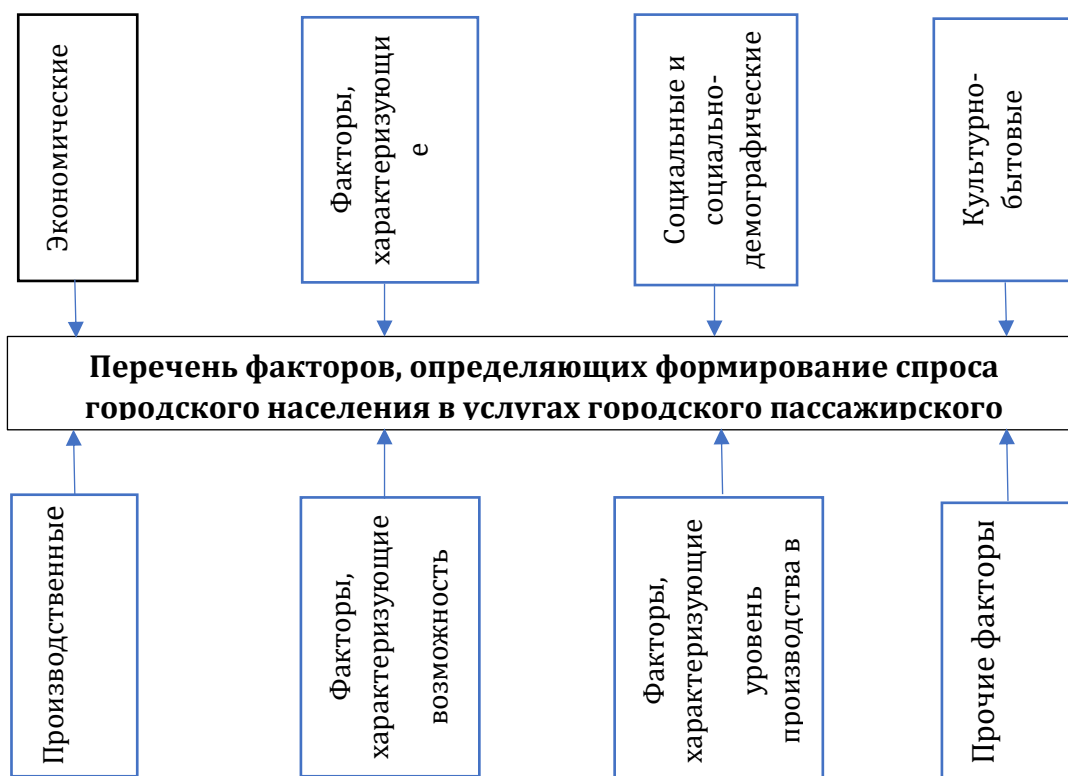 Экономические
Факторы,
характеризующи
е
Социальные и
социально-
демографические
Культурно-
бытовые
Перечень факторов, определяющих формирование спроса
городского населения в услугах городского пассажирского
Производственные
Факторы,
характеризующие
возможность
Факторы,
характеризующие
уровень
производства в
Прочие факторы